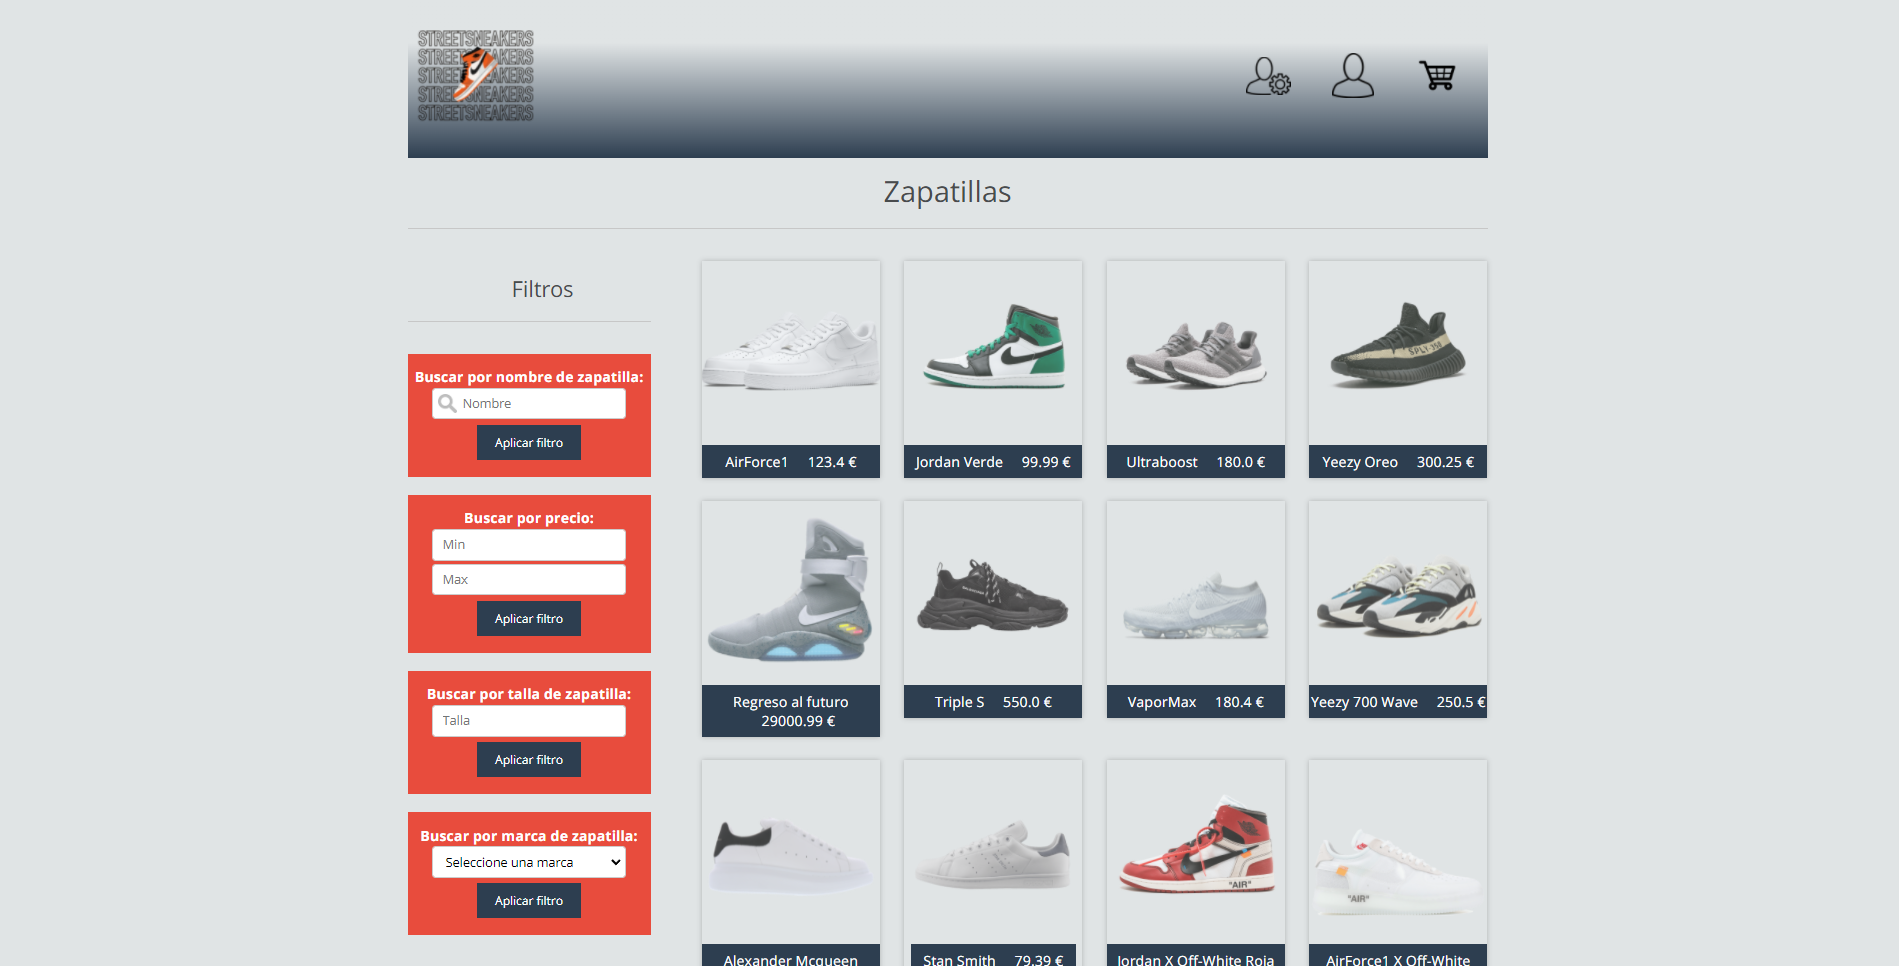 STREETSNEAKERS
STREETSNEAKERS
STREETSNEAKERS
STREETSNEAKERS
STREETSNEAKERS
Zapatillas
Filtros
Buscar por nombre de zapatilla:
Nombre
Aplicar filtro
Buscar por precio:
Min
Max
Aplicar filtro
Buscar por talla de zapatilla:
Talla
Aplicar filtro
Buscar por marca de zapatilla:
Seleccione una marca
Aplicar filtro
SPLY 350
AirForce1 123.4 €
Jordan Verde 99.99 €
Ultraboost 180.0 €
Yeezy Oreo 300.25 €
Regreso al futuro
29000.99 €
Triple S 550.0 €
VaporMax 180.4 €
Yeezy 700 Wave 250.5 €
"AIR"
"AIR"
Alexander Mcqueen
Stan Smith 79.39 €
Jordan X Off-White Roja
AirForce1 X Off-White